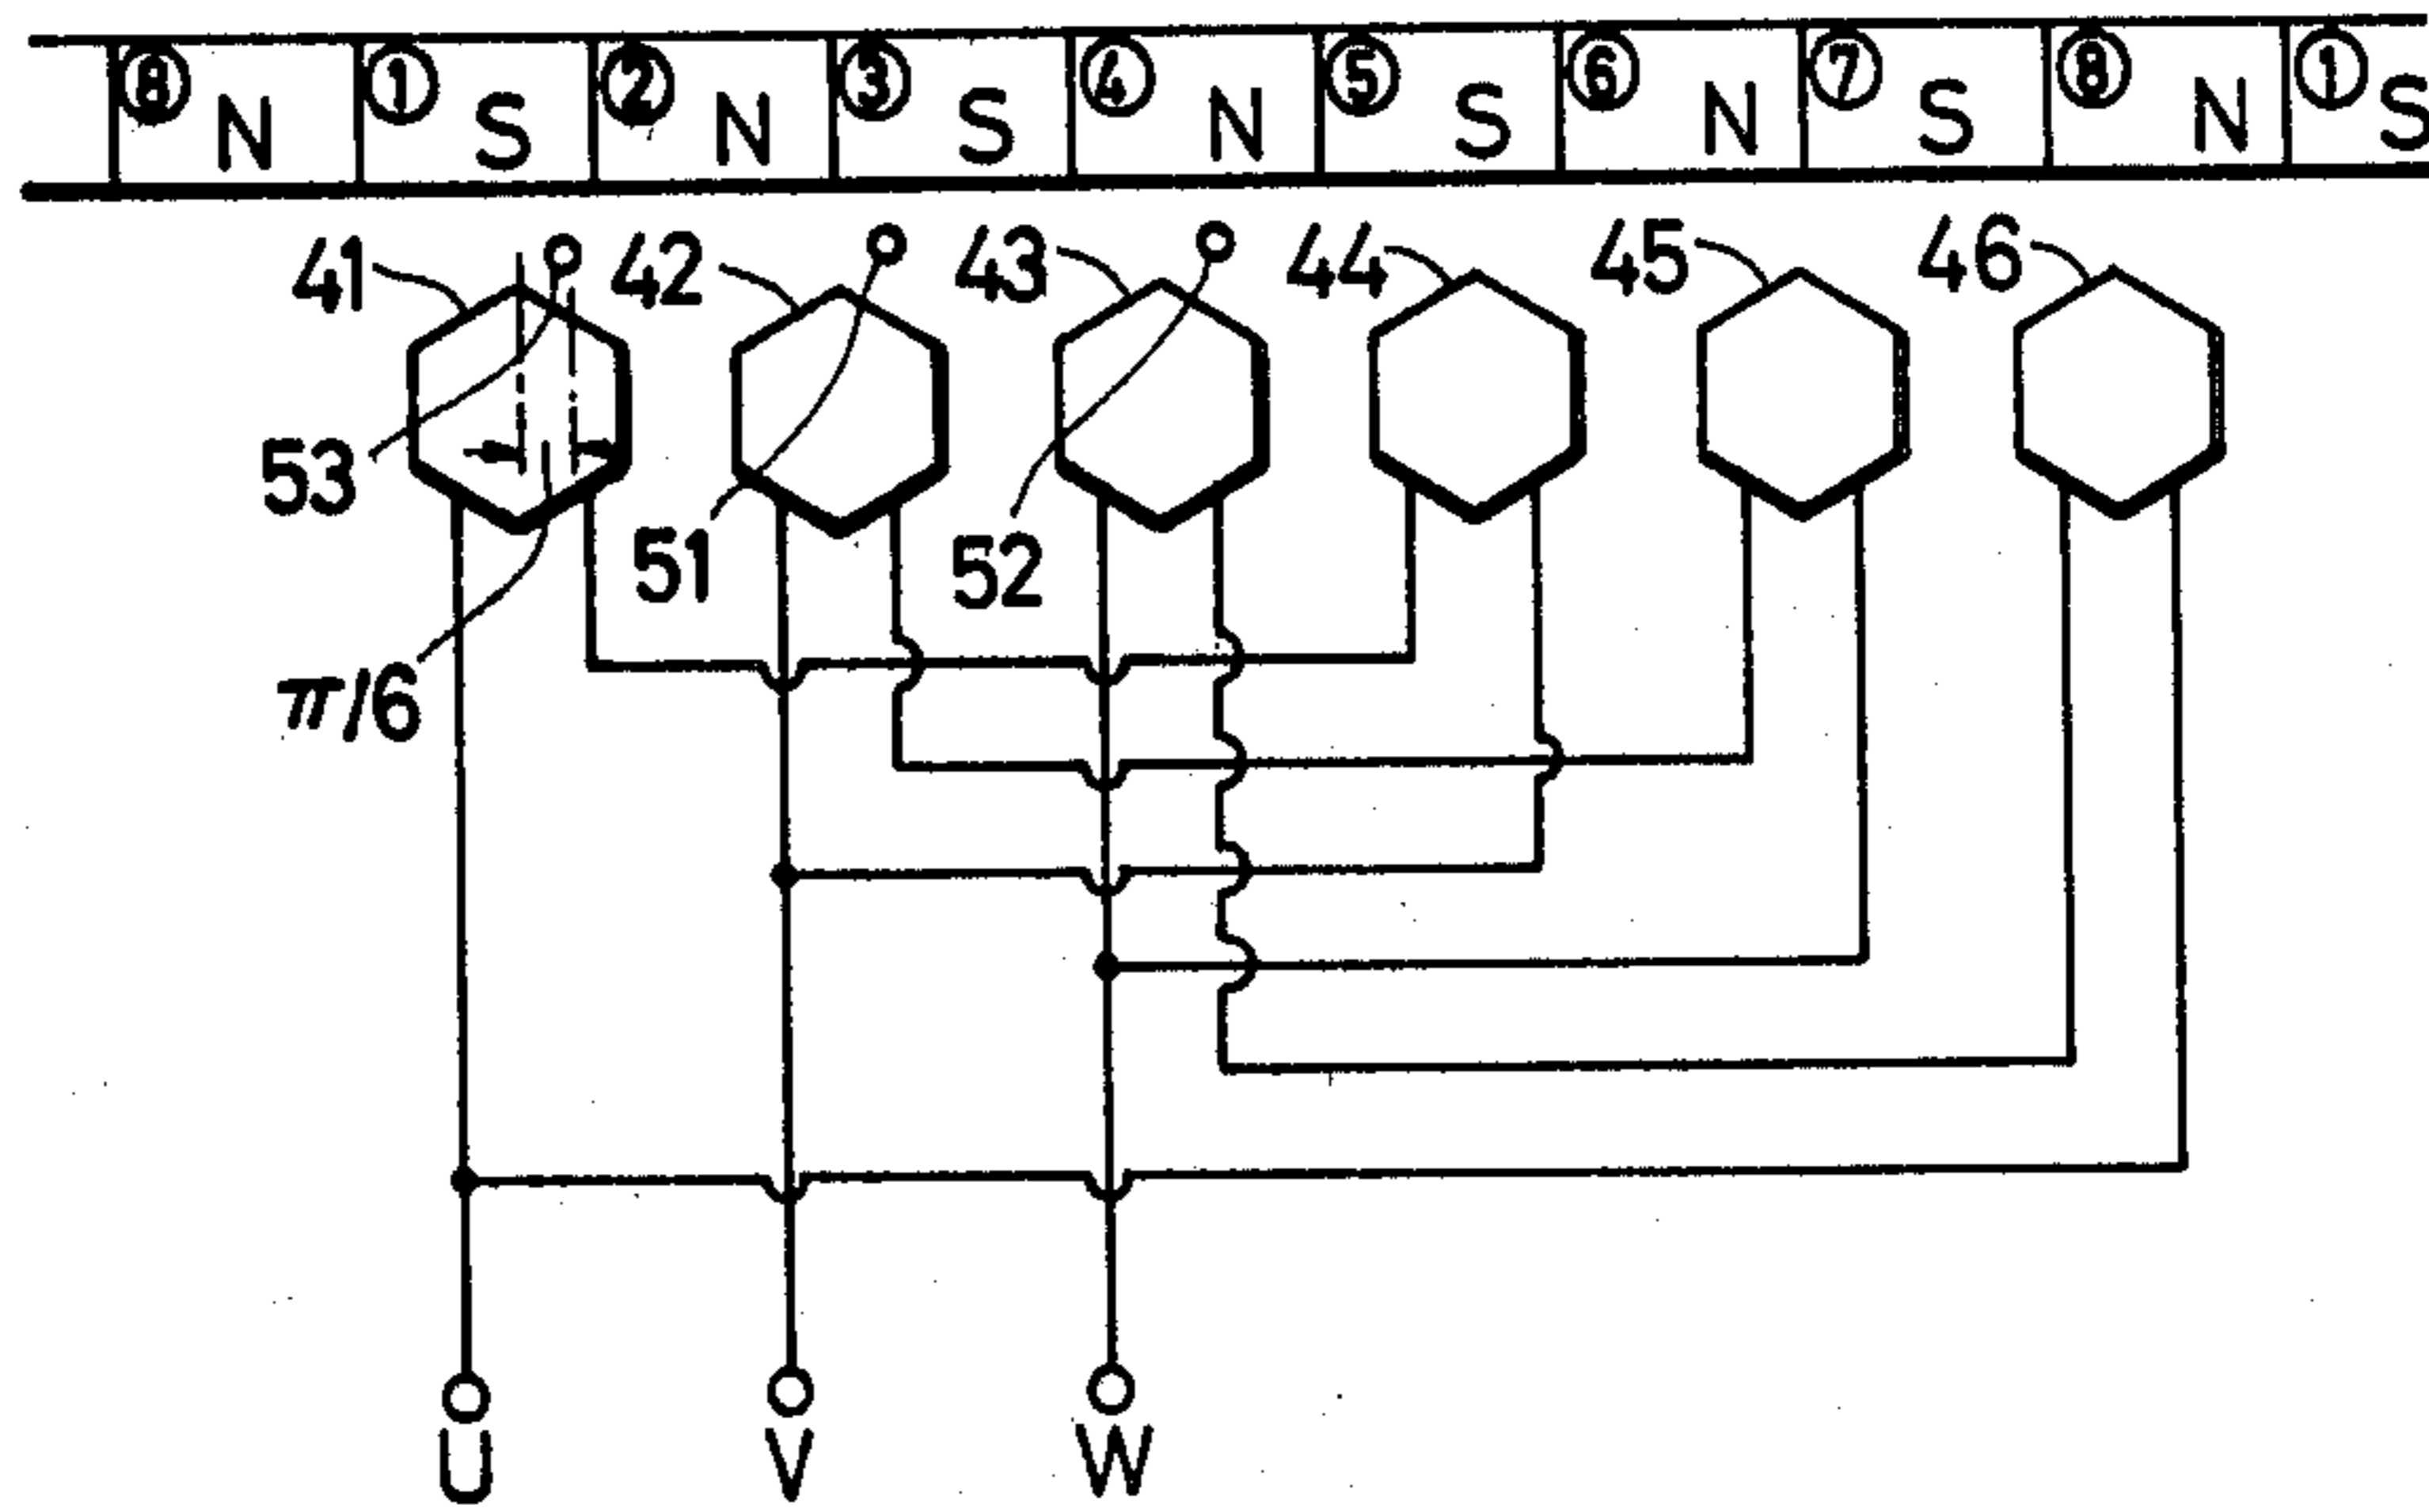 ⑧ N ① S ② N ③ S ④ N ⑤ S ⑥ N ⑦ S ⑧ N ① S
41 42 43 44 45 46
53 51 52
π/6
U V W